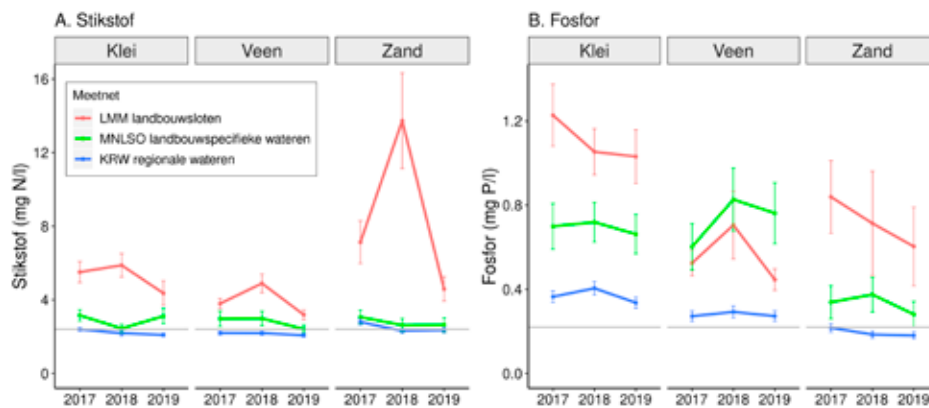 A. Stikstof
Klei Veen Zand
Stikstof (mg N/l)
16
12
8
4
0
Meetnet
LMM landbouwsloten
MNLSO landbouwspecifieke wateren
KRW regionale wateren
2017 2018 2019 2017 2018 2019 2017 2018 2019
B. Fosfor
Klei Veen Zand
Fosfor (mg P/l)
1.2
0.8
0.4
0.0
2017 2018 2019 2017 2018 2019 2017 2018 2019